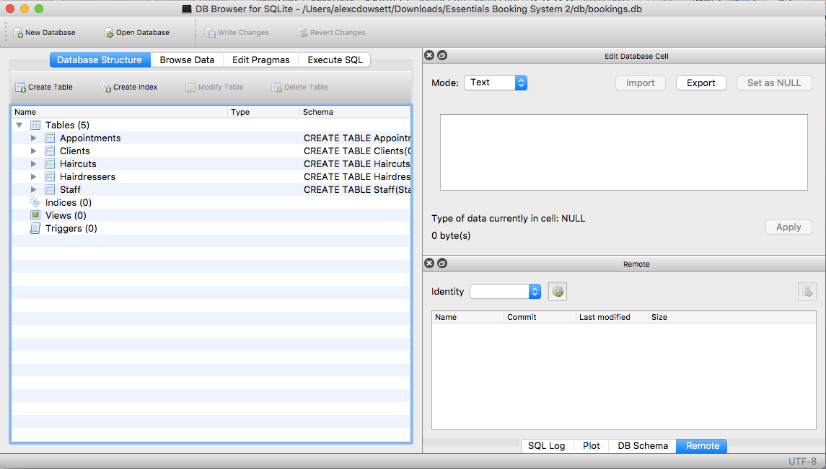 DB Browser for SQLite - /Users/alexcdowsett/Downloads/Essentials Booking System 2/db/bookings.db
New Database Open Database Write Changes Revert Changes
Database Structure Browse Data Edit Pragmas Execute SQL
Create Table Create Index Modify Table Delete Table
Name Type Schema
Tables (5)
Appointments CREATE TABLE Appointm
Clients CREATE TABLE Clients(C
Haircuts CREATE TABLE Haircuts
Hairdressers CREATE TABLE Hairdres
Staff CREATE TABLE Staff(Sta
Indices (0)
Views (0)
Triggers (0)
Edit Database Cell
Mode: Text Import Export Set as NULL
Type of data currently in cell: NULL
0 byte(s)
Apply
Remote
Identity
Name Commit Last modified Size
SQL Log Plot DB Schema Remote
UTF-8